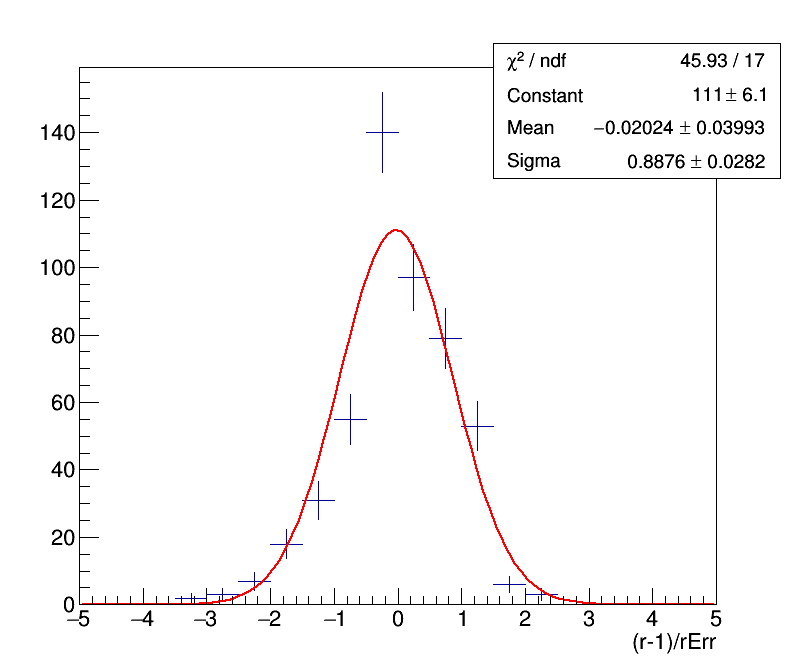 χ² / ndf 45.93 / 17
Constant 111 ± 6.1
Mean −0.02024 ± 0.03993
Sigma 0.8876 ± 0.0282
140
120
100
80
60
40
20
0
−5 −4 −3 −2 −1 0 1 2 3 4 5
(r-1)/rErr